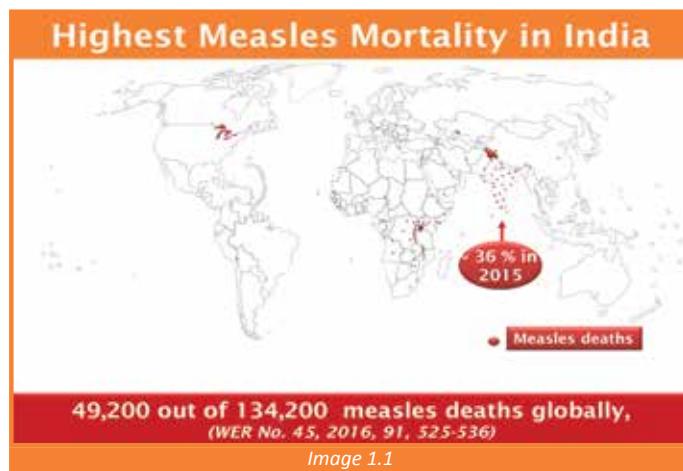 Highest Measles Mortality in India
36 % in
2015
Measles deaths
49,200 out of 134,200 measles deaths globally,
(WER No. 45, 2016, 91, 525-536)
Image 1.1